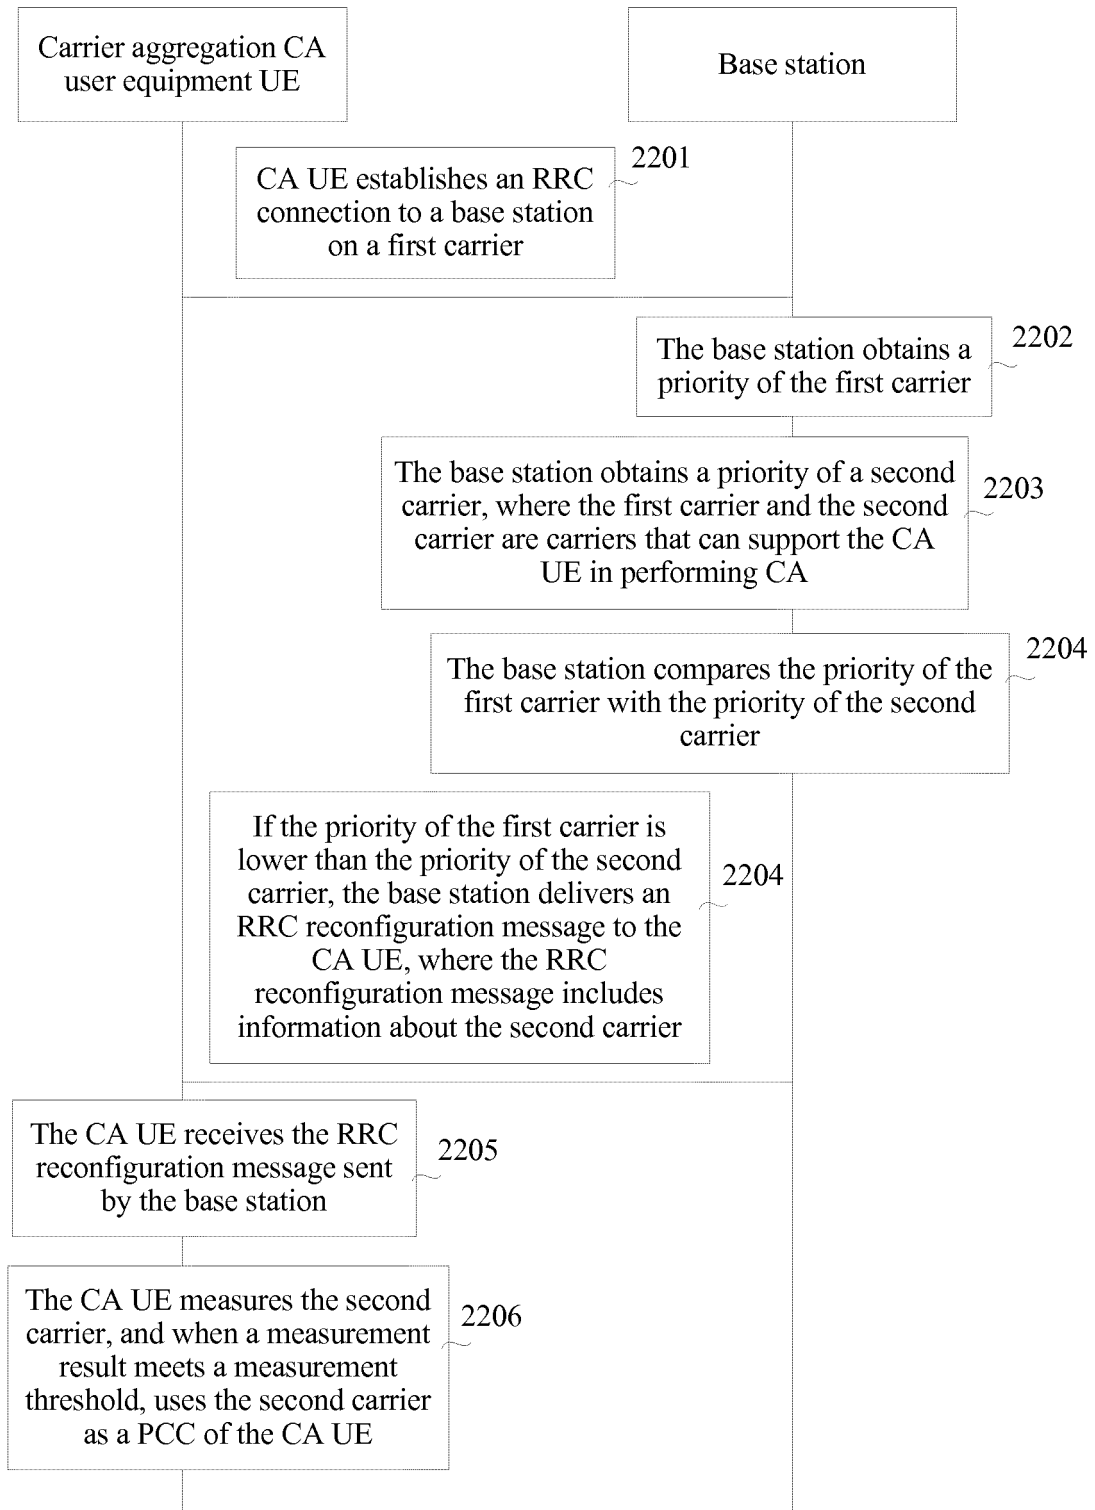 Carrier aggregation CA
user equipment UE
Base station
CA UE establishes an RRC
connection to a base station
on a first carrier
2201
The base station obtains a
priority of the first carrier
2202
The base station obtains a priority of a second
carrier, where the first carrier and the second
carrier are carriers that can support the CA
UE in performing CA
2203
The base station compares the priority of the
first carrier with the priority of the second
carrier
2204
If the priority of the first carrier is
lower than the priority of the second
carrier, the base station delivers an
RRC reconfiguration message to the
CA UE, where the RRC
reconfiguration message includes
information about the second carrier
2204
The CA UE receives the RRC
reconfiguration message sent
by the base station
2205
The CA UE measures the second
carrier, and when a measurement
result meets a measurement
threshold, uses the second carrier
as a PCC of the CA UE
2206